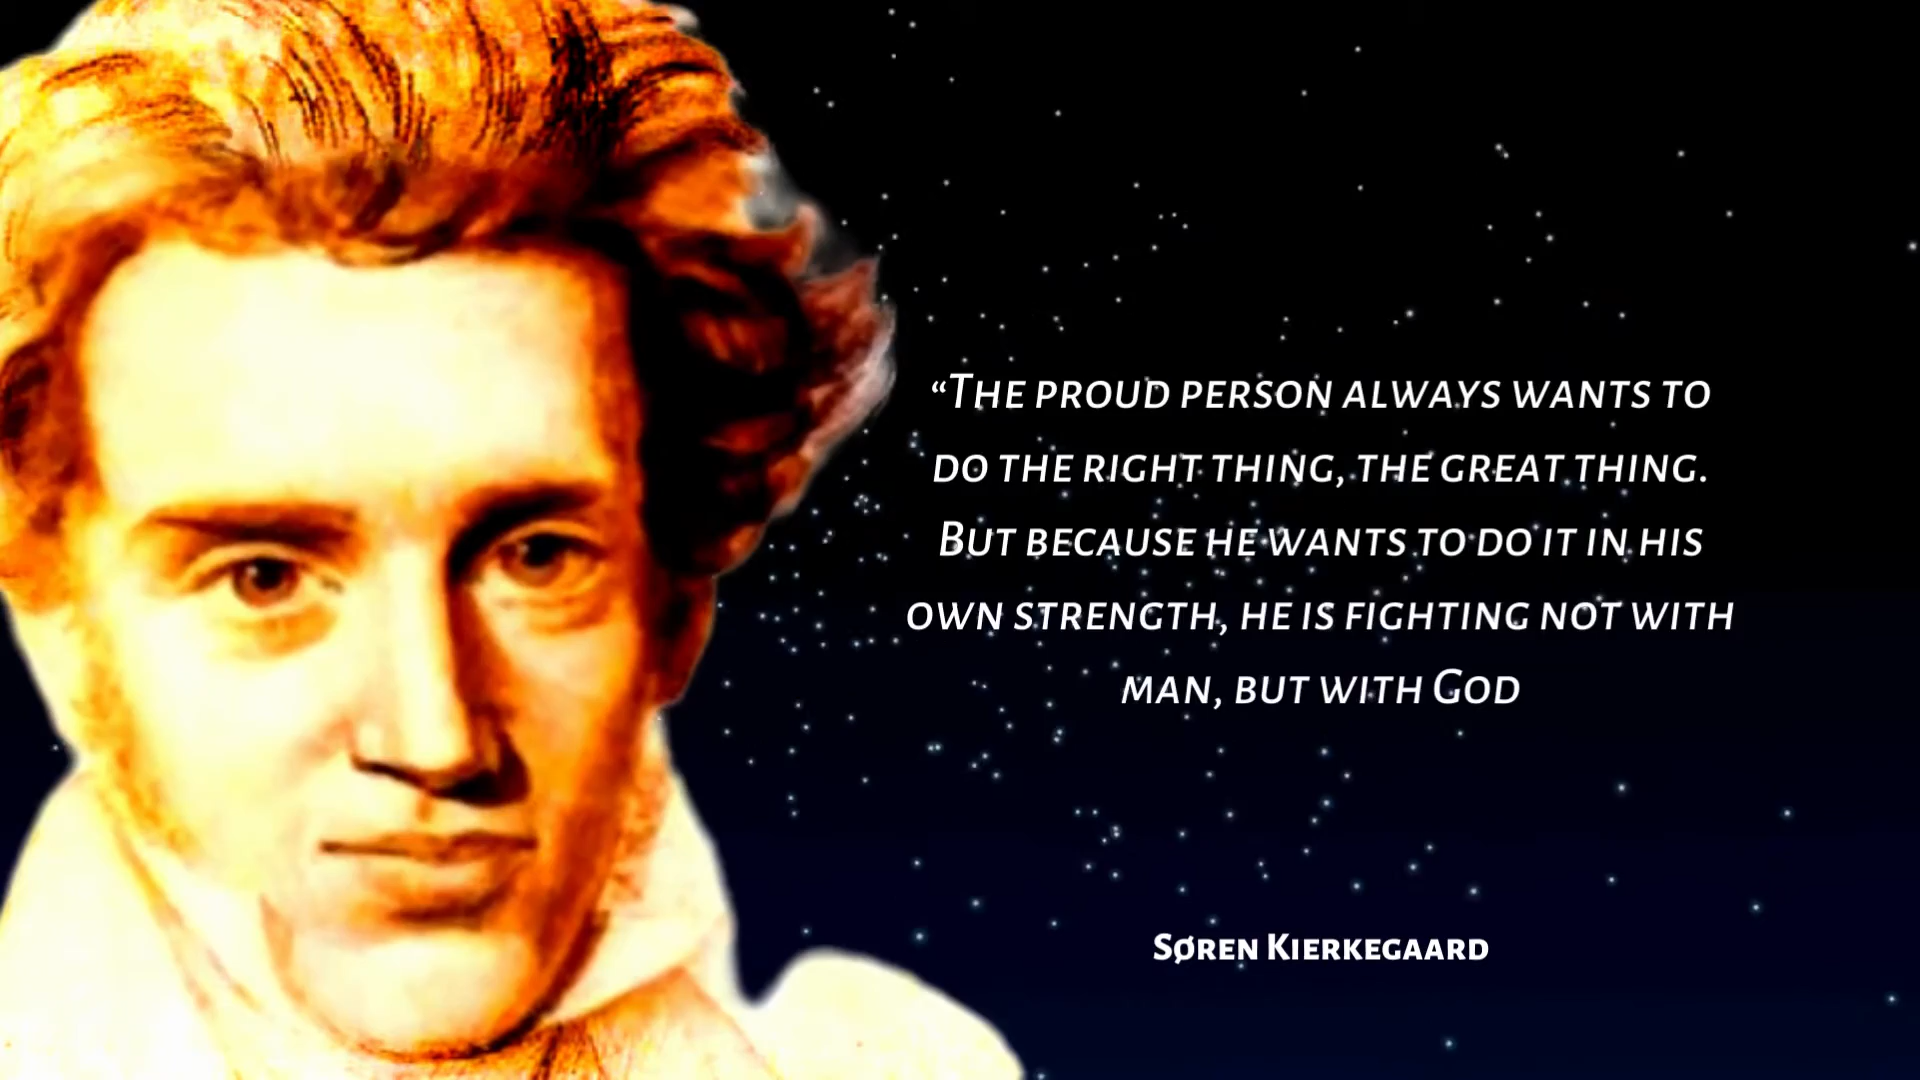 “The proud person always wants to
do the right thing, the great thing.
But because he wants to do it in his
own strength, he is fighting not with
man, but with God
Søren Kierkegaard